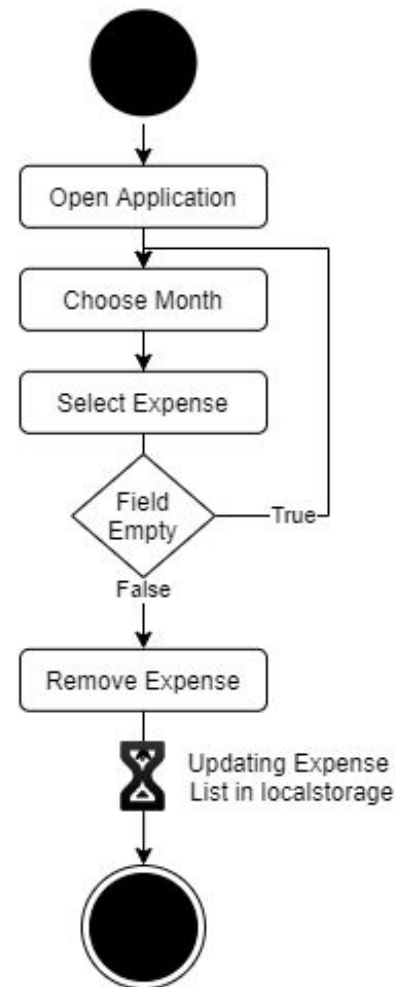 Open Application
Choose Month
Select Expense
Field
Empty
True
False
Remove Expense
Updating Expense
List in localstorage